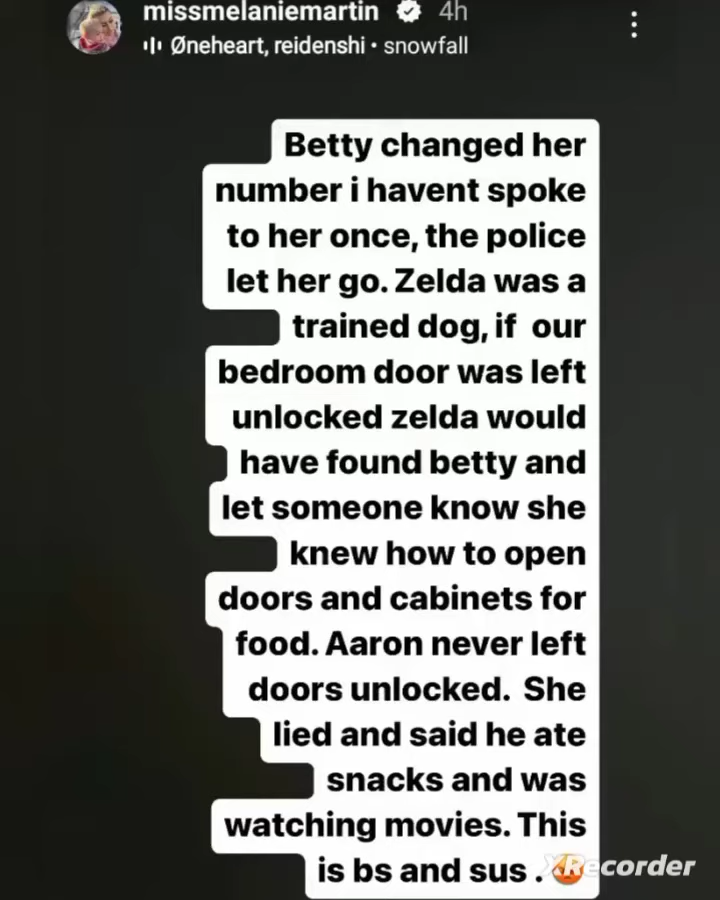 missmelaniemartin 4h
Øneheart, reidenshi • snowfall
Betty changed her
number i havent spoke
to her once, the police
let her go. Zelda was a
trained dog, if our
bedroom door was left
unlocked zelda would
have found betty and
let someone know she
knew how to open
doors and cabinets for
food. Aaron never left
doors unlocked. She
lied and said he ate
snacks and was
watching movies. This
is bs and sus . 🥵
XRecorder